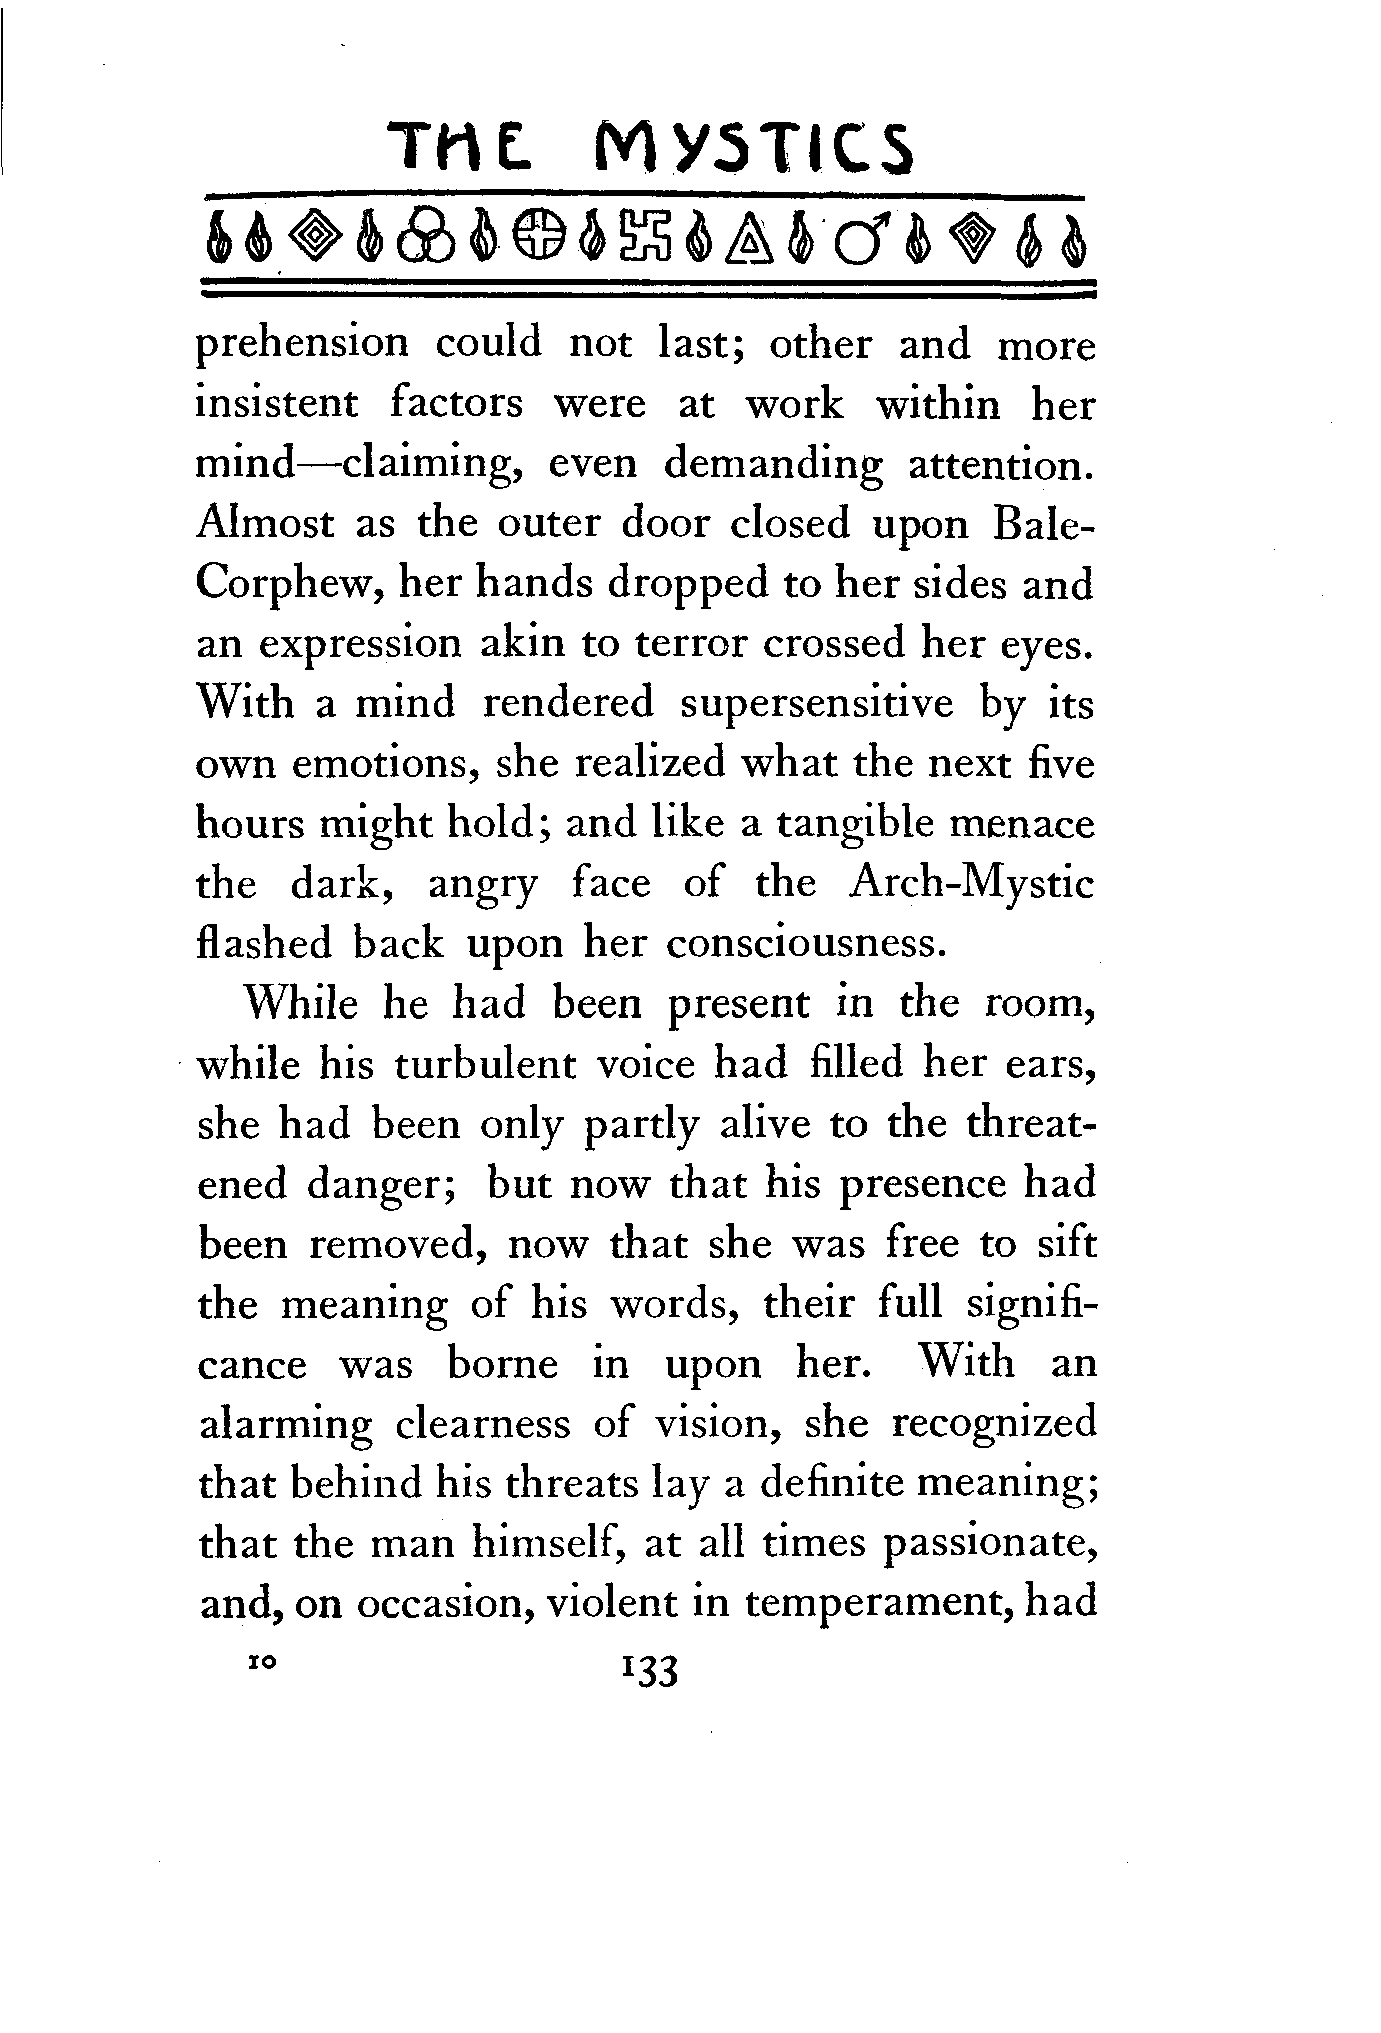 THE MYSTICS
prehension could not last; other and more
insistent factors were at work within her
mind—claiming, even demanding attention.
Almost as the outer door closed upon Bale-
Corphew, her hands dropped to her sides and
an expression akin to terror crossed her eyes.
With a mind rendered supersensitive by its
own emotions, she realized what the next five
hours might hold; and like a tangible menace
the dark, angry face of the Arch-Mystic
flashed back upon her consciousness.
While he had been present in the room,
while his turbulent voice had filled her ears,
she had been only partly alive to the threat-
ened danger; but now that his presence had
been removed, now that she was free to sift
the meaning of his words, their full signifi-
cance was borne in upon her. With an
alarming clearness of vision, she recognized
that behind his threats lay a definite meaning;
that the man himself, at all times passionate,
and, on occasion, violent in temperament, had
10 133